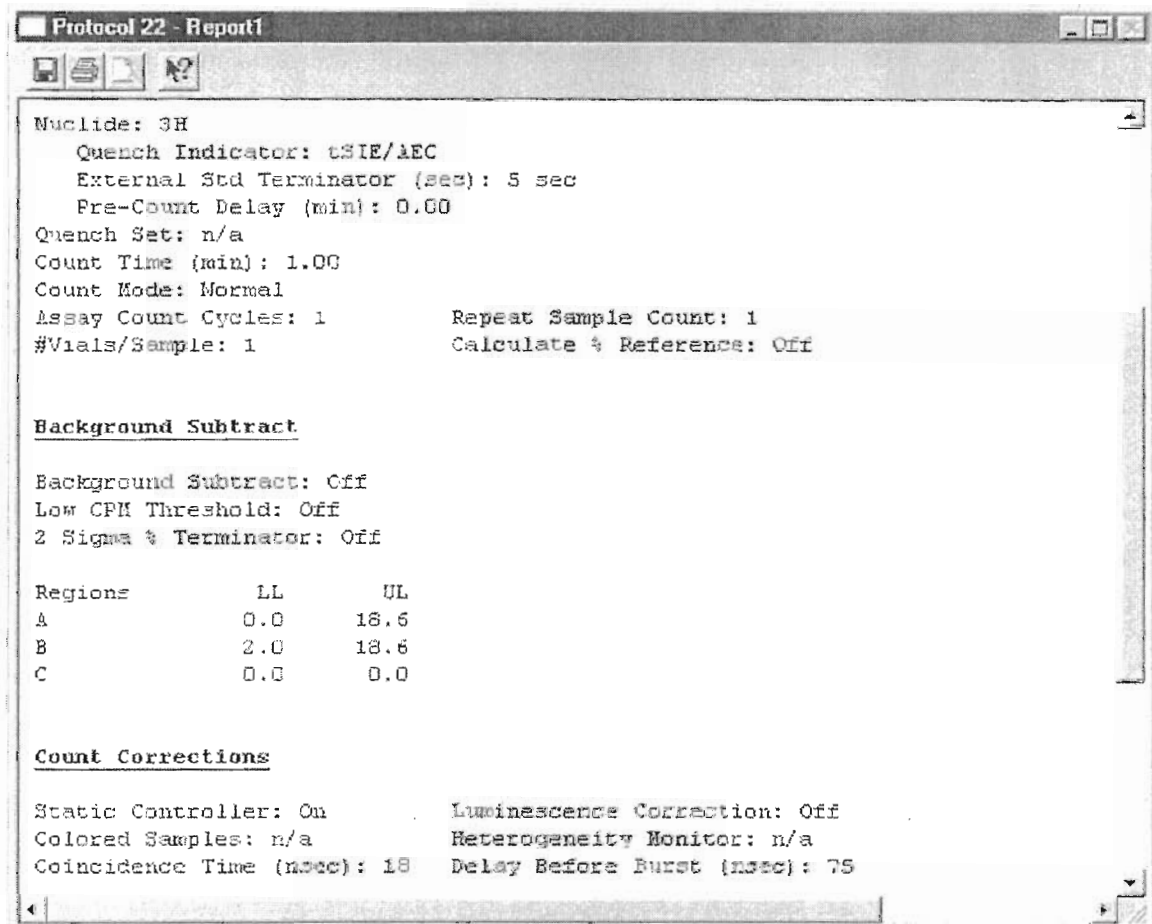 Protocol 22 - Report1
Nuclide: 3H
Quench Indicator: tSIE/AEC
External Std Terminator (sec): 5 sec
Pre-Count Delay (min): 0.00
Quench Set: n/a
Count Time (min): 1.00
Count Mode: Normal
Assay Count Cycles: 1 Repeat Sample Count: 1
#Vials/Sample: 1 Calculate % Reference: Off
Background Subtract
Background Subtract: Off
Low CPM Threshold: Off
2 Sigma % Terminator: Off
Regions LL UL
A 0.0 18.6
B 2.0 18.6
C 0.0 0.0
Count Corrections
Static Controller: On Luminescence Correction: Off
Colored Samples: n/a Heterogeneity Monitor: n/a
Coincidence Time (nsec): 18 Delay Before Burst (nsec): 75